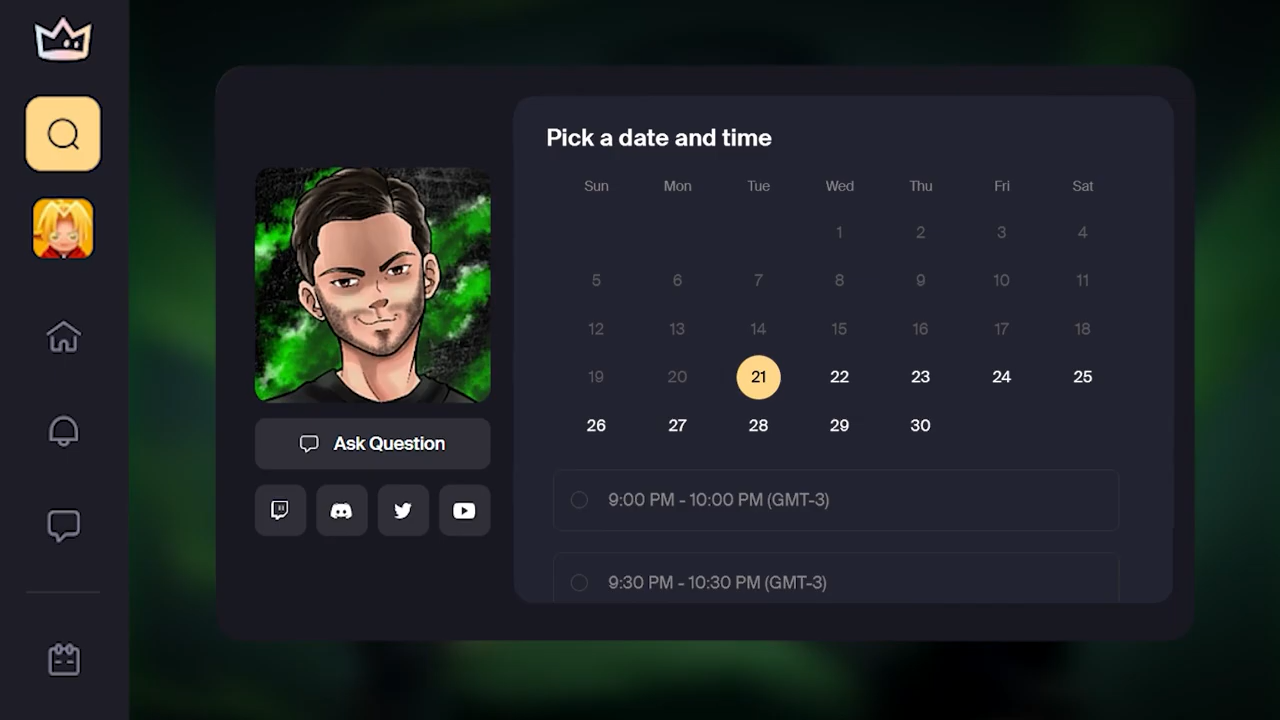 Pick a date and time
Sun Mon Tue Wed Thu Fri Sat
1 2 3 4
5 6 7 8 9 10 11
12 13 14 15 16 17 18
19 20 21 22 23 24 25
26 27 28 29 30
Ask Question
9:00 PM - 10:00 PM (GMT-3)
9:30 PM - 10:30 PM (GMT-3)